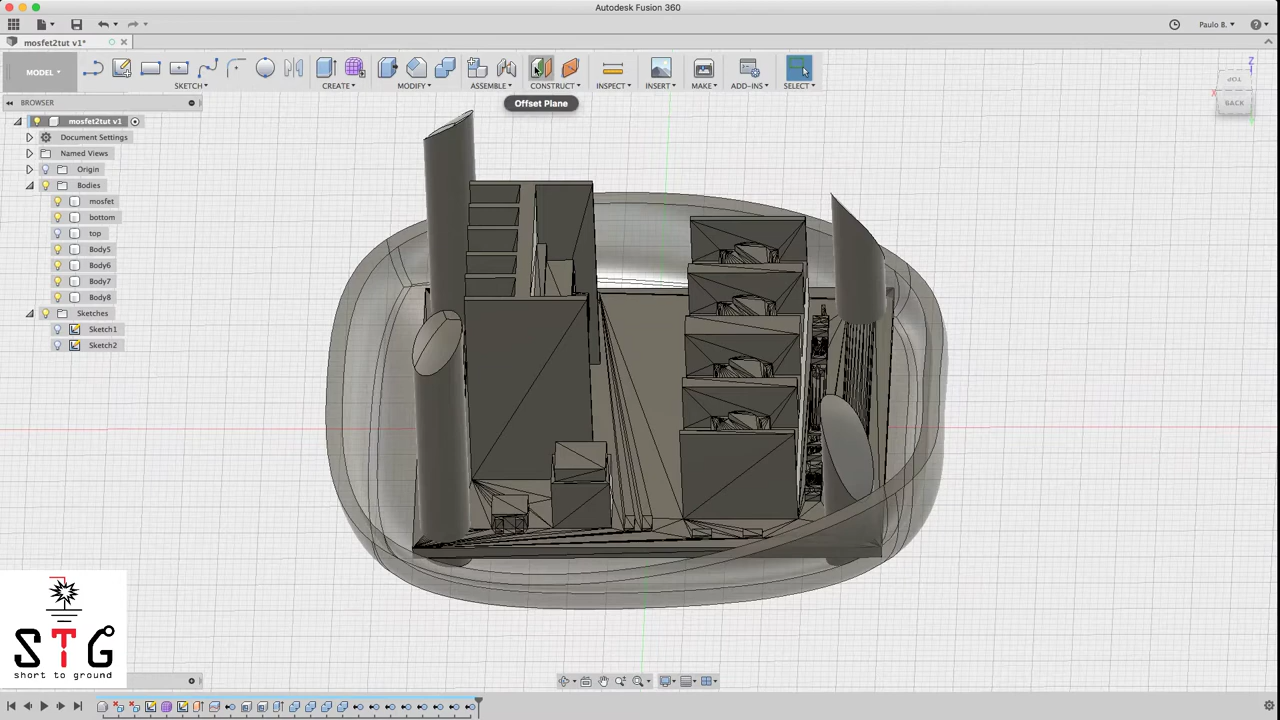 Autodesk Fusion 360
Paulo B.
mosfet2tut v1*
MODEL
SKETCH
CREATE
MODIFY
ASSEMBLE
CONSTRUCT
INSPECT
INSERT
MAKE
ADD-INS
SELECT
BROWSER
Offset Plane
Z
TOP
X
BACK
mosfet2tut v1
Document Settings
Named Views
Origin
Bodies
mosfet
bottom
top
Body5
Body6
Body7
Body8
Sketches
Sketch1
Sketch2
STG
short to ground